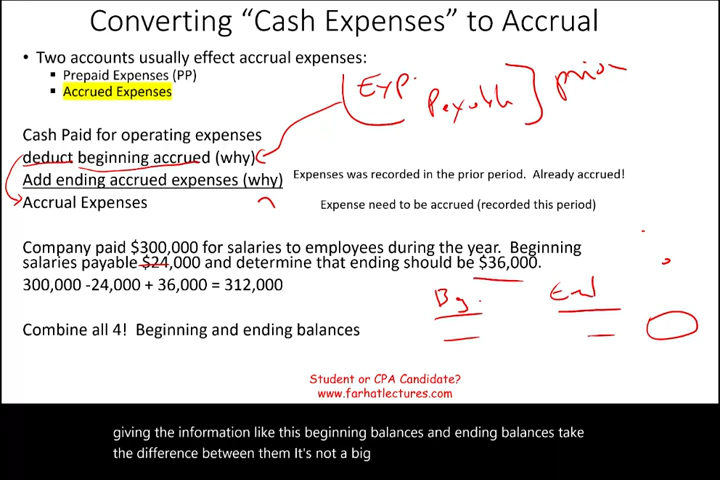 Converting “Cash Expenses” to Accrual
• Two accounts usually effect accrual expenses:
▪ Prepaid Expenses (PP)
▪ Accrued Expenses
Exp.
Payable
prior
Cash Paid for operating expenses
deduct beginning accrued (why)
Add ending accrued expenses (why)
Accrual Expenses
Expenses was recorded in the prior period. Already accrued!
Expense need to be accrued (recorded this period)
Company paid $300,000 for salaries to employees during the year. Beginning
salaries payable $24,000 and determine that ending should be $36,000.
300,000 -24,000 + 36,000 = 312,000
Bg.
End
Combine all 4! Beginning and ending balances
Student or CPA Candidate?
www.farhatlectures.com
giving the information like this beginning balances and ending balances take
the difference between them It's not a big